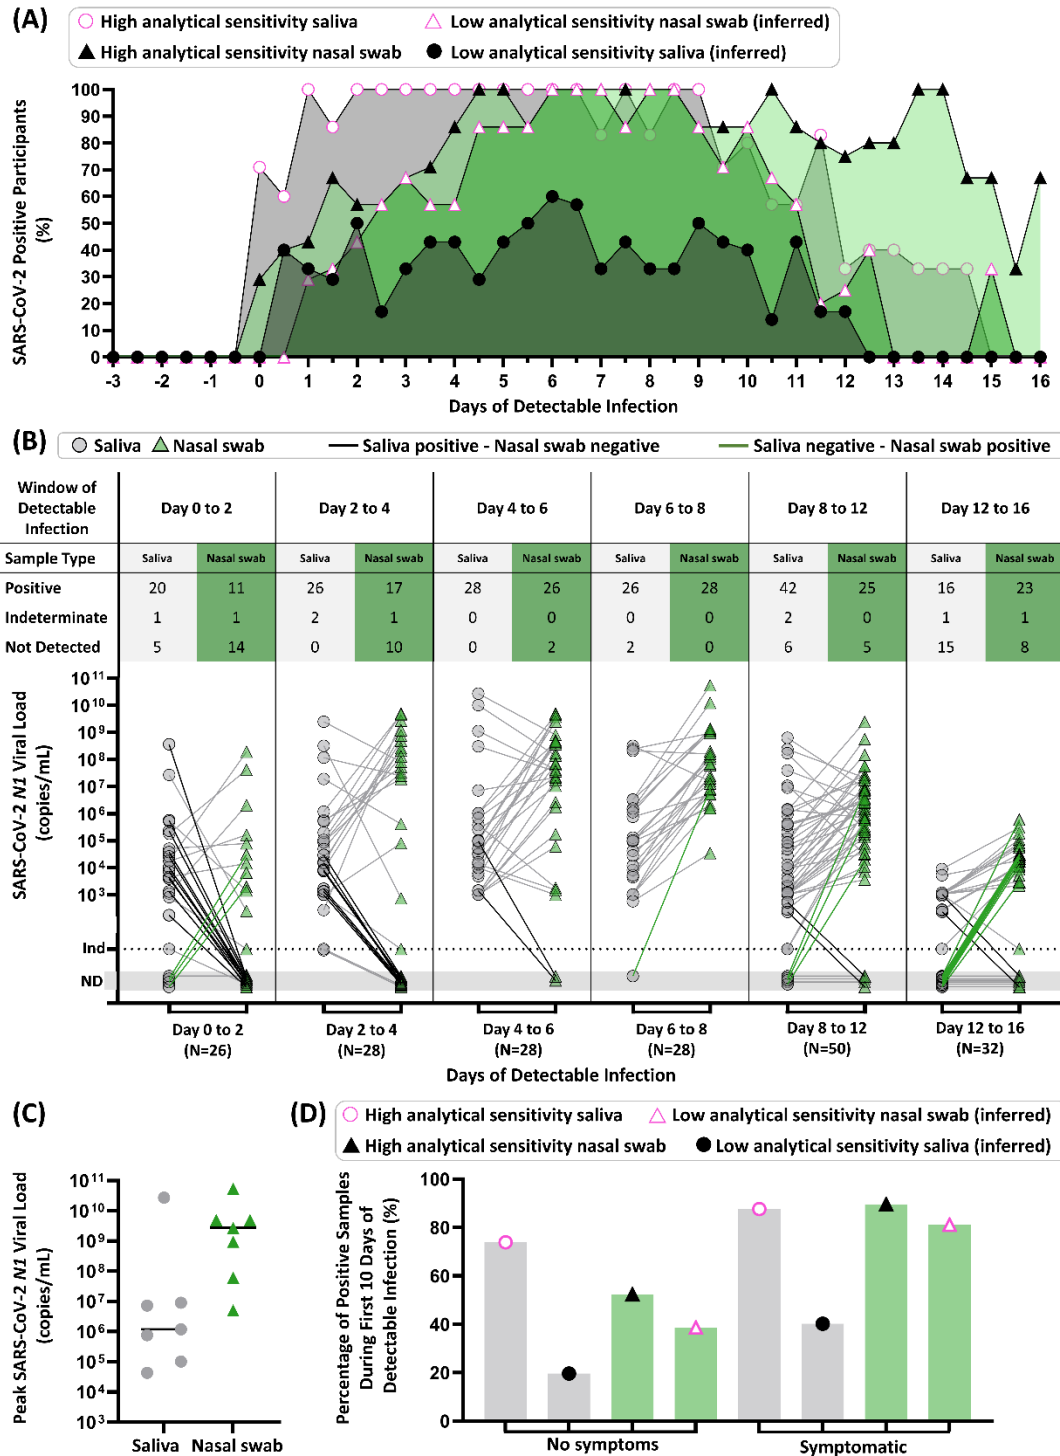 (A)
High analytical sensitivity saliva
Low analytical sensitivity nasal swab (inferred)
High analytical sensitivity nasal swab
Low analytical sensitivity saliva (inferred)
SARS-CoV-2 Positive Participants
(%)
100
90
80
70
60
50
40
30
20
10
0
-3 -2 -1 0 1 2 3 4 5 6 7 8 9 10 11 12 13 14 15 16
Days of Detectable Infection
(B)
Saliva Nasal swab Saliva positive - Nasal swab negative Saliva negative - Nasal swab positive
Window of
Detectable
Infection
Day 0 to 2 Day 2 to 4 Day 4 to 6 Day 6 to 8 Day 8 to 12 Day 12 to 16
Sample Type Saliva Nasal swab Saliva Nasal swab Saliva Nasal swab Saliva Nasal swab Saliva Nasal swab Saliva Nasal swab
Positive 20 11 26 17 28 26 26 28 42 25 16 23
Indeterminate 1 1 2 1 0 0 0 0 2 0 1 1
Not Detected 5 14 0 10 0 2 2 0 6 5 15 8
SARS-CoV-2 N1 Viral Load
(copies/mL)
10¹¹
10¹⁰
10⁹
10⁸
10⁷
10⁶
10⁵
10⁴
10³
Ind
ND
Day 0 to 2 Day 2 to 4 Day 4 to 6 Day 6 to 8 Day 8 to 12 Day 12 to 16
(N=26) (N=28) (N=28) (N=28) (N=50) (N=32)
Days of Detectable Infection
(C)
Peak SARS-CoV-2 N1 Viral Load
(copies/mL)
10¹¹
10¹⁰
10⁹
10⁸
10⁷
10⁶
10⁵
10⁴
10³
Saliva Nasal swab
(D)
High analytical sensitivity saliva
Low analytical sensitivity nasal swab (inferred)
High analytical sensitivity nasal swab
Low analytical sensitivity saliva (inferred)
Percentage of Positive Samples
During First 10 Days of
Detectable Infection (%)
100
80
60
40
20
0
No symptoms Symptomatic